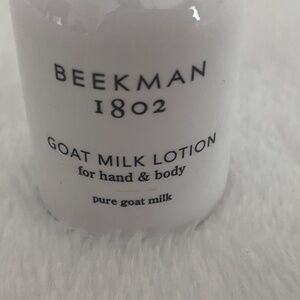 BEEKMAN
1802
GOAT MILK LOTION
for hand & body
pure goat milk